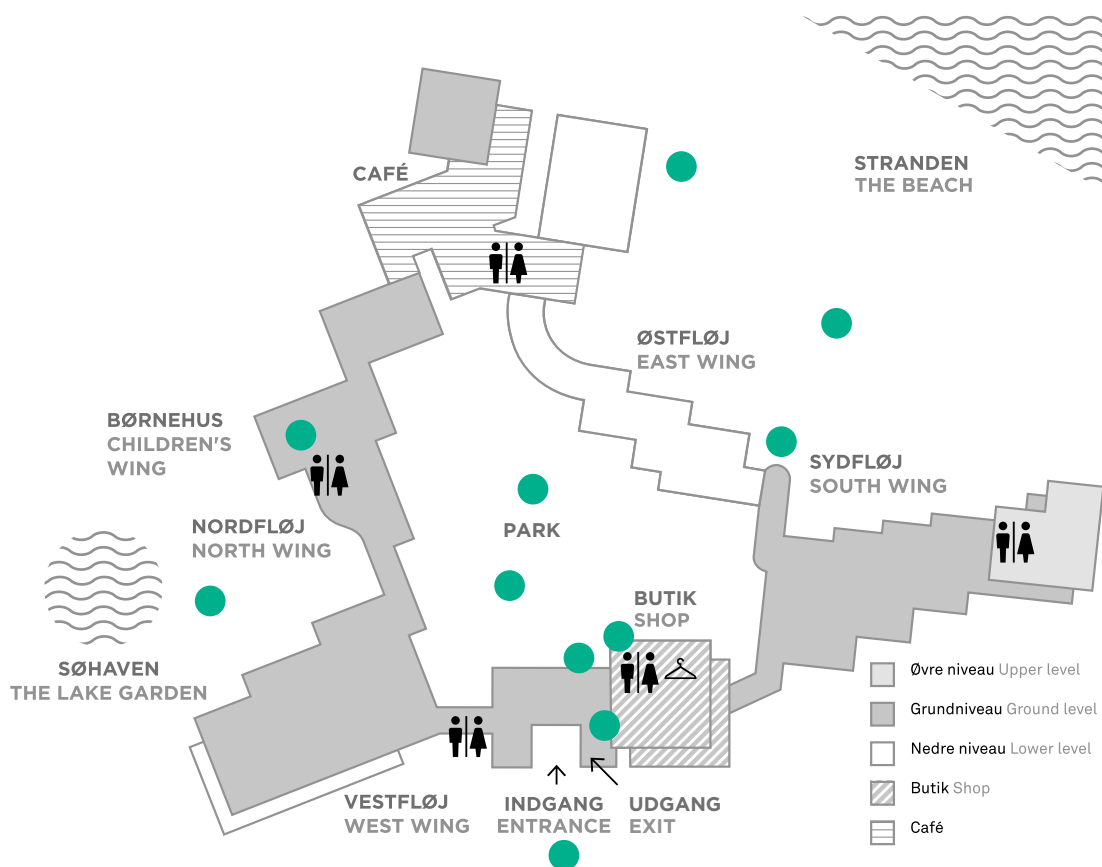 CAFÉ
STRANDEN
THE BEACH
ØSTFLØJ
EAST WING
BØRNEHUS
CHILDREN'S
WING
SYDFLØJ
SOUTH WING
NORDFLØJ
NORTH WING
PARK
BUTIK
SHOP
SØHAVEN
THE LAKE GARDEN
VESTFLØJ
WEST WING
INDGANG
ENTRANCE
UDGANG
EXIT
Øvre niveau Upper level
Grundniveau Ground level
Nedre niveau Lower level
Butik Shop
Café